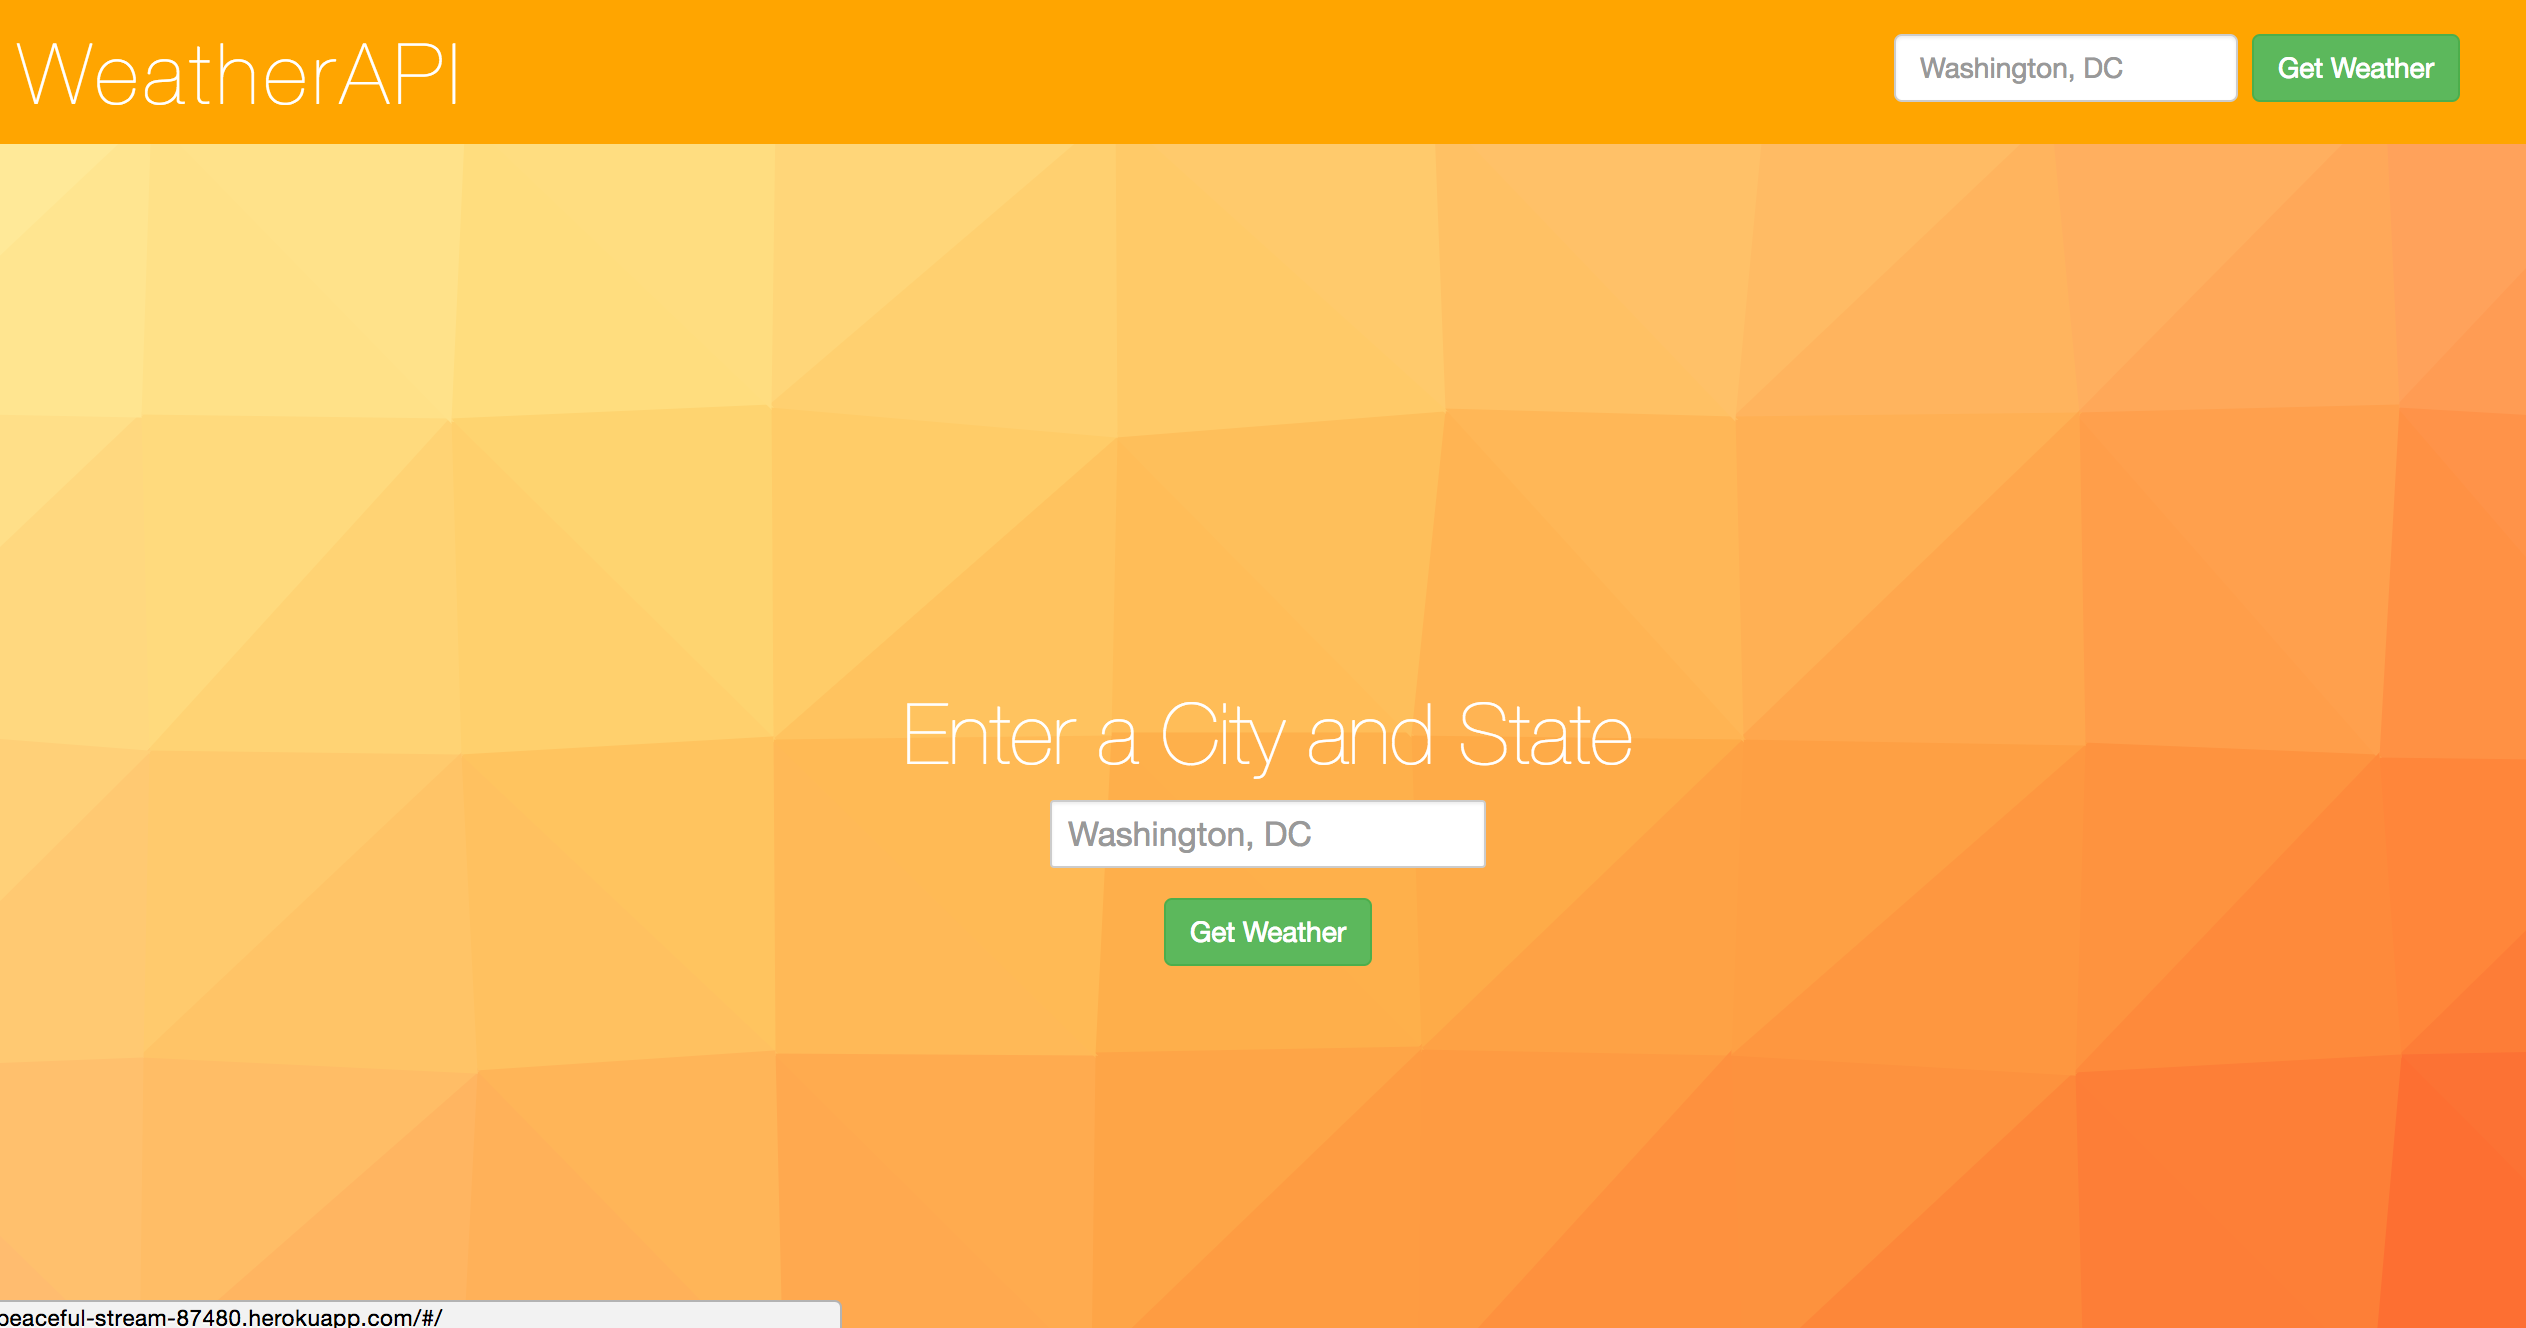 WeatherAPI
Washington, DC
Get Weather
Enter a City and State
Washington, DC
Get Weather
peaceful-stream-87480.herokuapp.com/#/